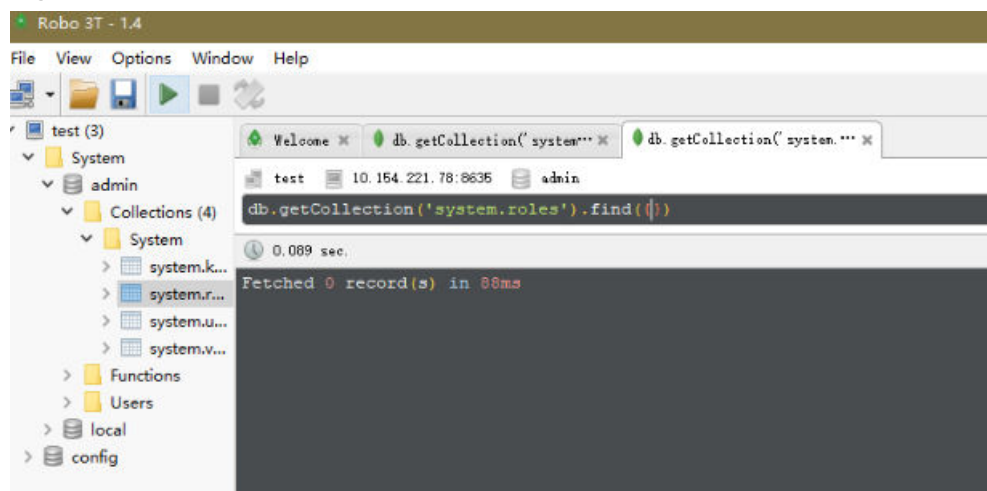 Robo 3T - 1.4
File View Options Window Help
test (3)
System
admin
Collections (4)
System
system.k...
system.r...
system.u...
system.v...
Functions
Users
local
config
Welcome db.getCollection('system··· db.getCollection('system.···
test 10.154.221.78:8635 admin
db.getCollection('system.roles').find({})
0.089 sec.
Fetched 0 record(s) in 88ms